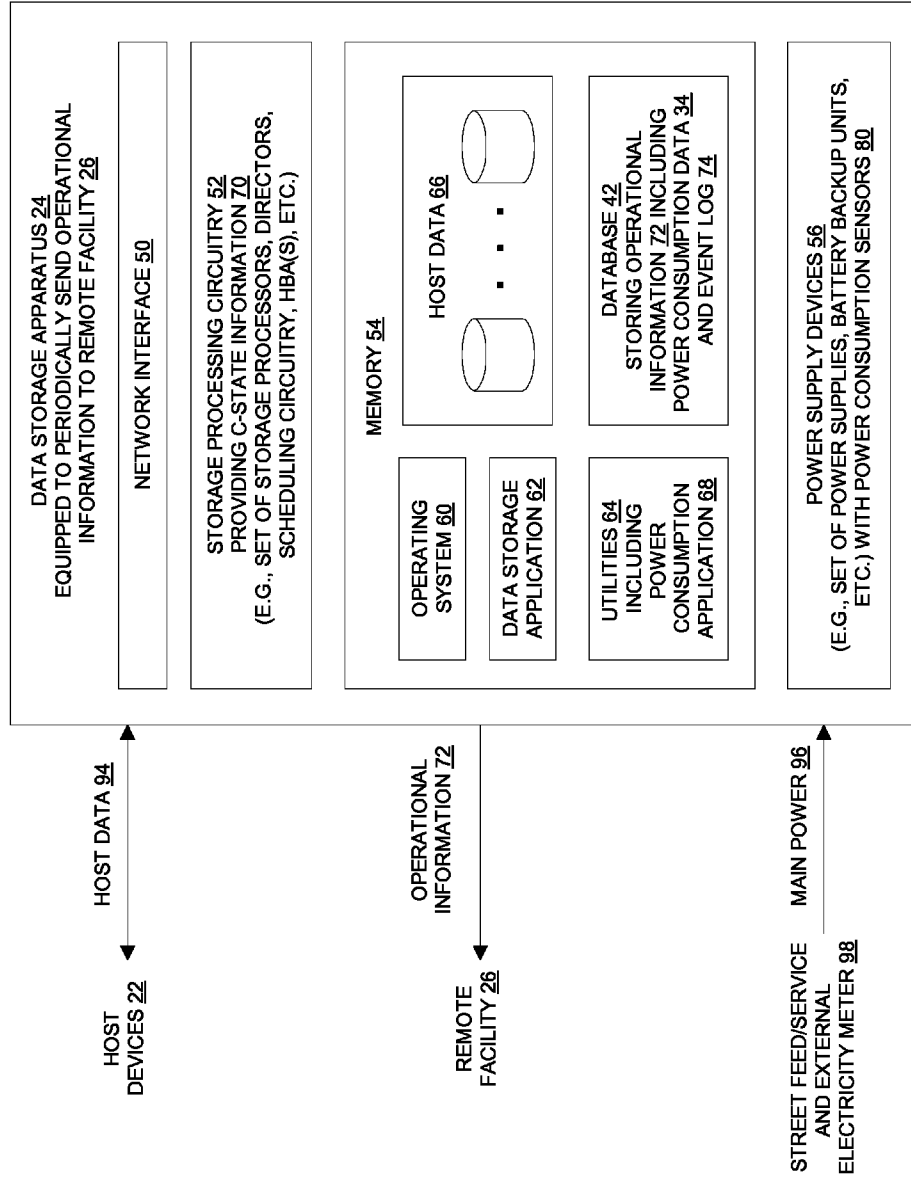 DATA STORAGE APPARATUS 24
EQUIPPED TO PERIODICALLY SEND OPERATIONAL
INFORMATION TO REMOTE FACILITY 26
NETWORK INTERFACE 50
STORAGE PROCESSING CIRCUITRY 52
PROVIDING C-STATE INFORMATION 70
(E.G., SET OF STORAGE PROCESSORS, DIRECTORS,
SCHEDULING CIRCUITRY, HBA(S), ETC.)
MEMORY 54
OPERATING
SYSTEM 60
DATA STORAGE
APPLICATION 62
UTILITIES 64
INCLUDING
POWER
CONSUMPTION
APPLICATION 68
HOST DATA 66
DATABASE 42
STORING OPERATIONAL
INFORMATION 72 INCLUDING
POWER CONSUMPTION DATA 34
AND EVENT LOG 74
POWER SUPPLY DEVICES 56
(E.G., SET OF POWER SUPPLIES, BATTERY BACKUP UNITS,
ETC.) WITH POWER CONSUMPTION SENSORS 80
HOST DATA 94
HOST
DEVICES 22
OPERATIONAL
INFORMATION 72
REMOTE
FACILITY 26
MAIN POWER 96
STREET FEED/SERVICE
AND EXTERNAL
ELECTRICITY METER 98